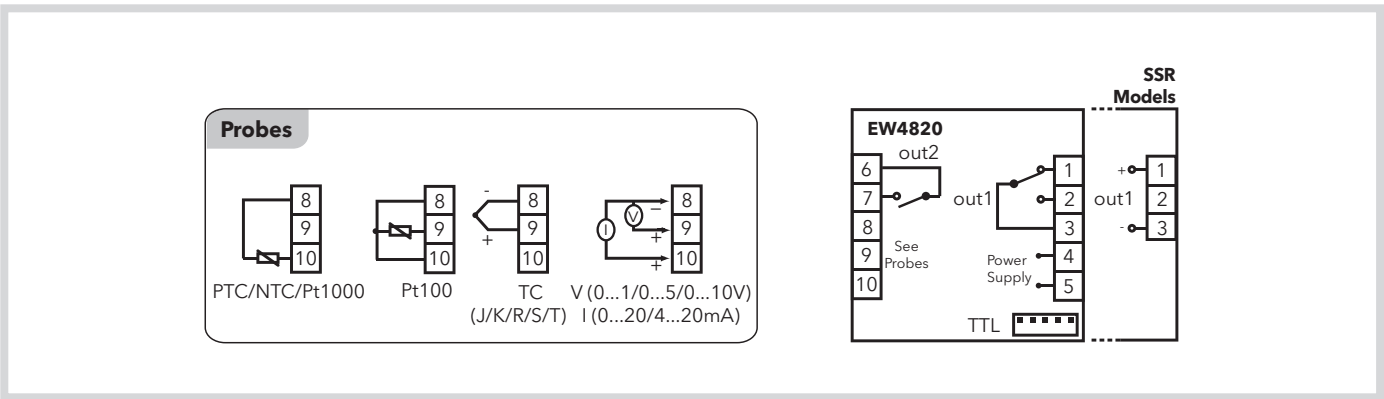 Probes
8
9
10
PTC/NTC/Pt1000
8
9
10
Pt100
-
+
8
9
10
TC
(J/K/R/S/T)
I
V
-
+
+
8
9
10
V (0...1/0...5/0...10V)
I (0...20/4...20mA)
EW4820
out2
6
7
8
9
10
See
Probes
out1
1
2
3
4
5
Power
Supply
TTL
SSR
Models
out1
+
-
1
2
3